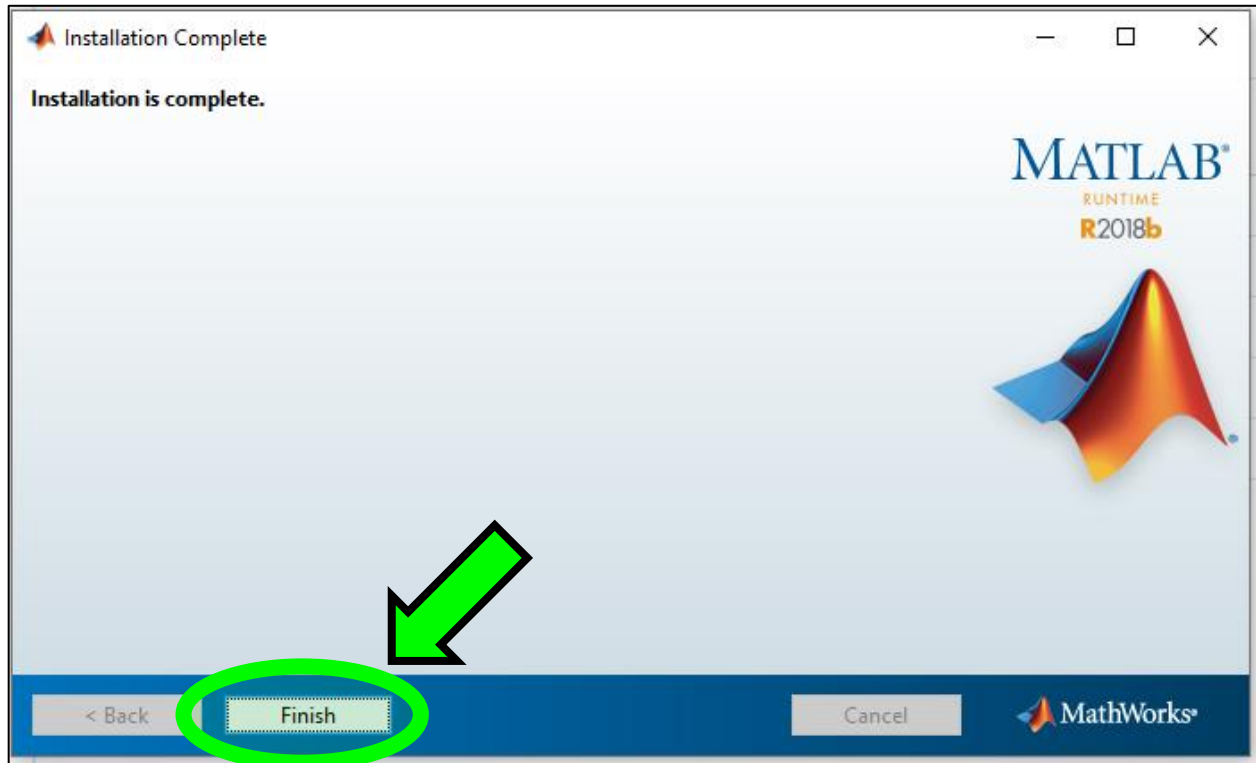 Installation Complete
Installation is complete.
MATLAB®
RUNTIME
R2018b
®
< Back
Finish
Cancel
MathWorks®